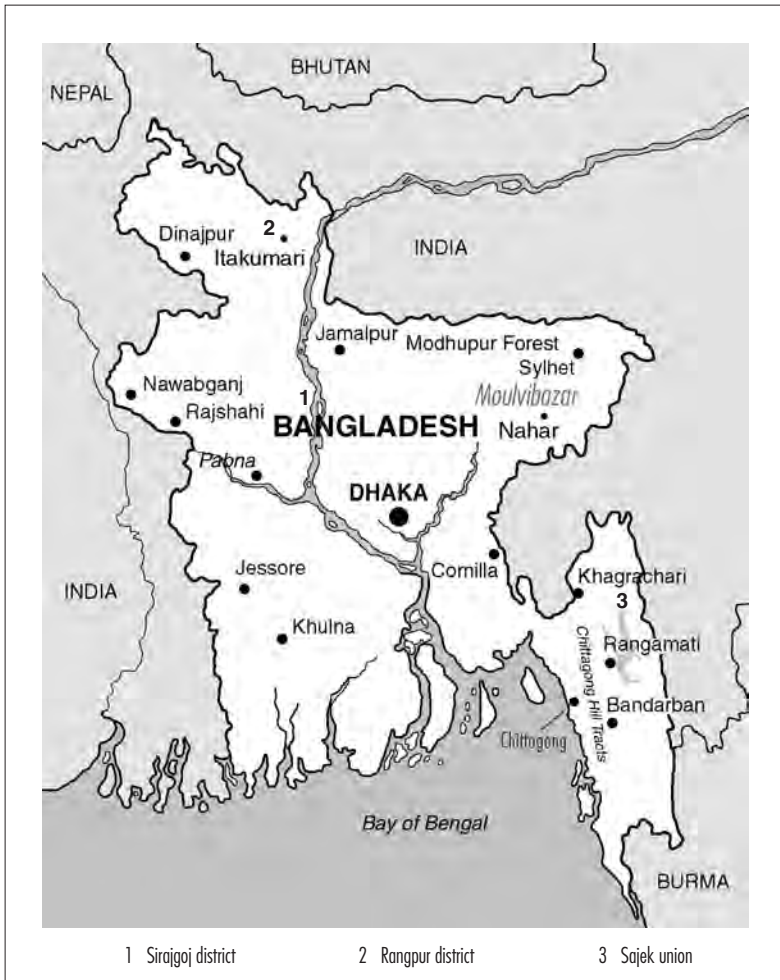 BHUTAN
NEPAL
2
Dinajpur
Itakumari
INDIA
Jamalpur
Modhupur Forest
Sylhet
Nawabganj
Moulvibazar
1
Rajshahi
BANGLADESH
Nahar
Pabna
DHAKA
Comilla
Jessore
Khagrachari
INDIA
3
Khulna
Rangamati
Chittagong Hill Tracts
Bandarban
Chittagong
Bay of Bengal
BURMA
1 Sirajgoj district 2 Rangpur district 3 Sajek union